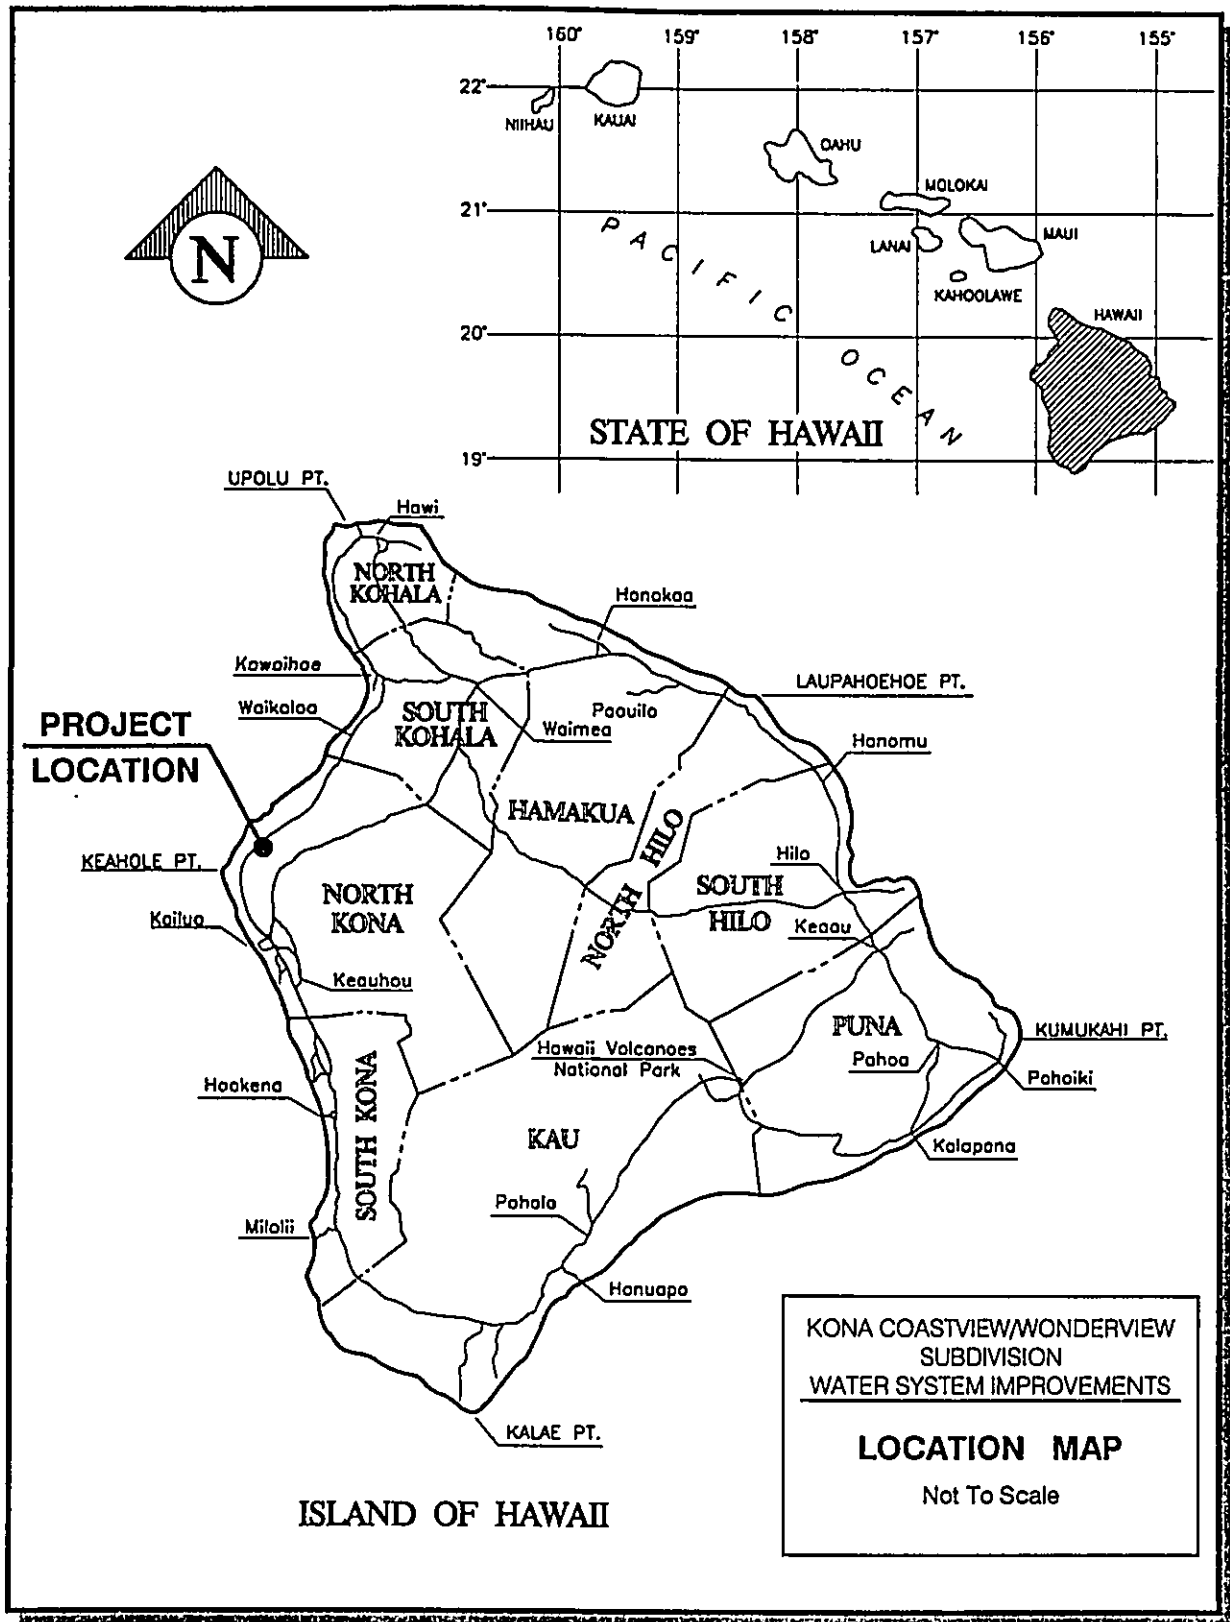 160°
159°
158°
157°
156°
155°
22°
NIIHAU
KAUAI
OAHU
MOLOKAI
21°
LANAI
MAUI
KAHOOLAWE
PACIFIC OCEAN
HAWAII
20°
STATE OF HAWAII
19°
N
UPOLU PT.
Hawi
NORTH
KOHALA
Honokaa
Kawaihae
LAUPAHOEHOE PT.
Waikoloa
SOUTH
KOHALA
Paauilo
Waimea
Honomu
PROJECT
LOCATION
HAMAKUA
NORTH HILO
KEAHOLE PT.
Hilo
NORTH
KONA
SOUTH
HILO
Kailua
Keaau
Keauhou
PUNA
KUMUKAHI PT.
Hawaii Volcanoes
National Park
Pahoa
Pohoiki
Hookena
SOUTH KONA
KAU
Kalapana
Pahala
Milolii
Honuapo
KALAE PT.
ISLAND OF HAWAII
KONA COASTVIEW/WONDERVIEW
SUBDIVISION
WATER SYSTEM IMPROVEMENTS
LOCATION MAP
Not To Scale